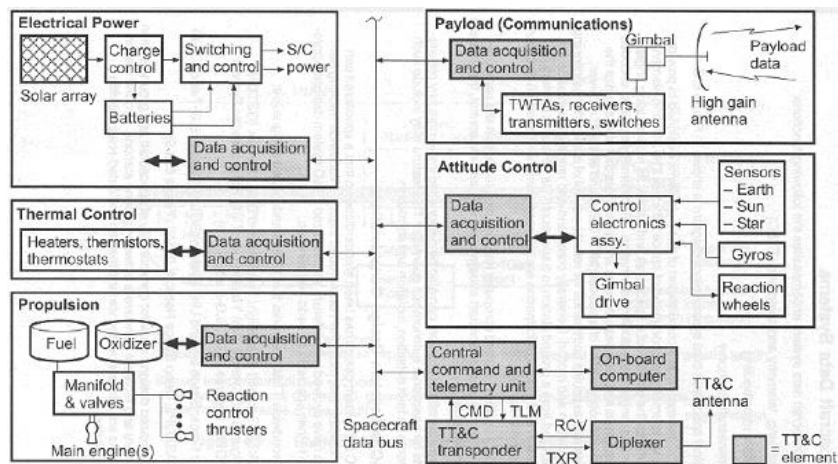 Electrical Power
Charge
control
Switching
and control
S/C
power
Solar array
Batteries
Data acquisition
and control
Thermal Control
Heaters, thermistors,
thermostats
Data acquisition
and control
Propulsion
Fuel
Oxidizer
Data acquisition
and control
Manifold
& valves
Reaction
control
thrusters
Main engine(s)
Spacecraft
data bus
Payload (Communications)
Data acquisition
and control
Gimbal
Payload
data
TWTAs, receivers,
transmitters, switches
High gain
antenna
Attitude Control
Data
acquisition
and control
Control
electronics
assy.
Sensors
– Earth
– Sun
– Star
Gyros
Gimbal
drive
Reaction
wheels
Central
command and
telemetry unit
On-board
computer
CMD
TLM
TT&C
transponder
RCV
TXR
Diplexer
TT&C
antenna
= TT&C
element